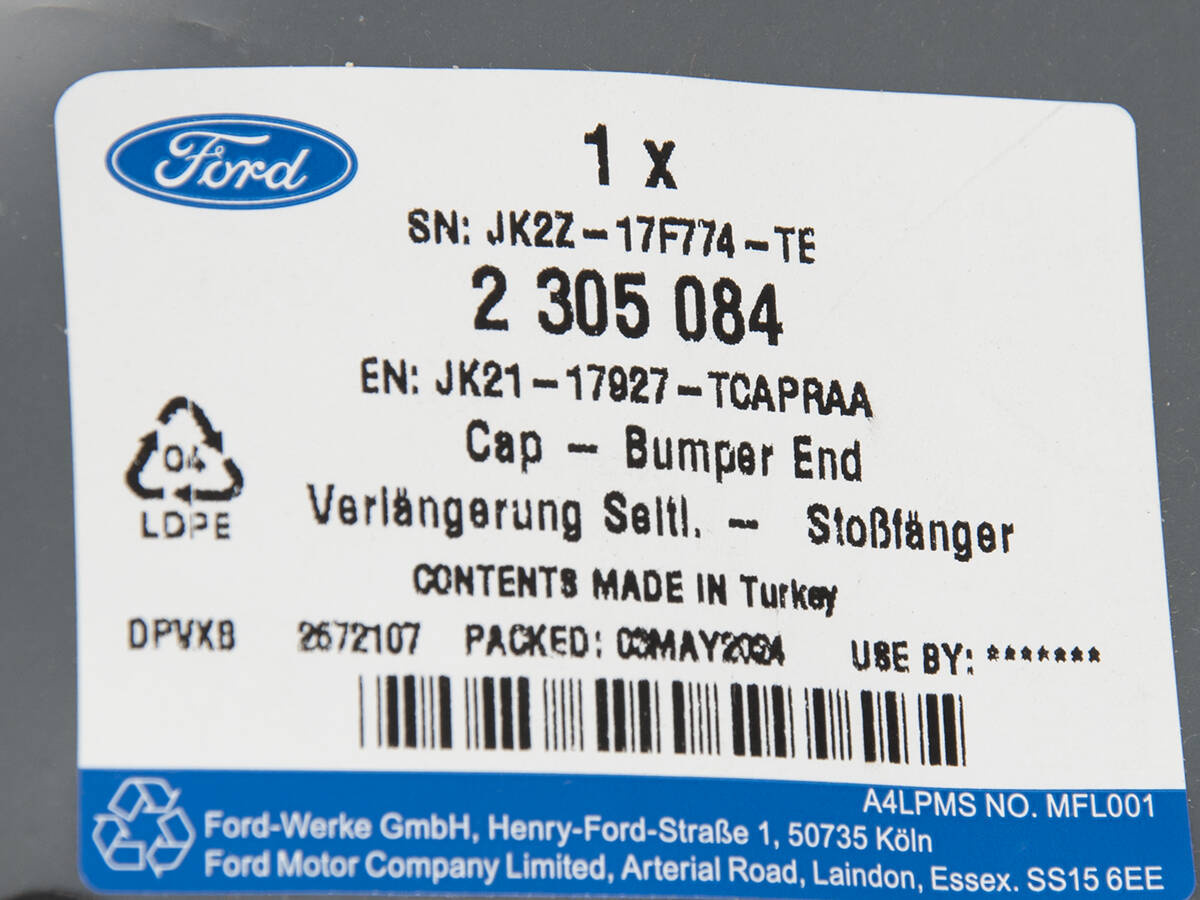 Ford
1 x
SN: JK2Z-17F774-TE
2 305 084
EN: JK21-17927-TCAPRAA
Cap - Bumper End
04
LDPE
Verlängerung Seitl. - Stoßfänger
CONTENTS MADE IN Turkey
DPVXB 2672107 PACKED: USE BY: *******
A4LPMS NO. MFL001
Ford-Werke GmbH, Henry-Ford-Straße 1, 50735 Köln
Ford Motor Company Limited, Arterial Road, Laindon, Essex. SS15 6EE